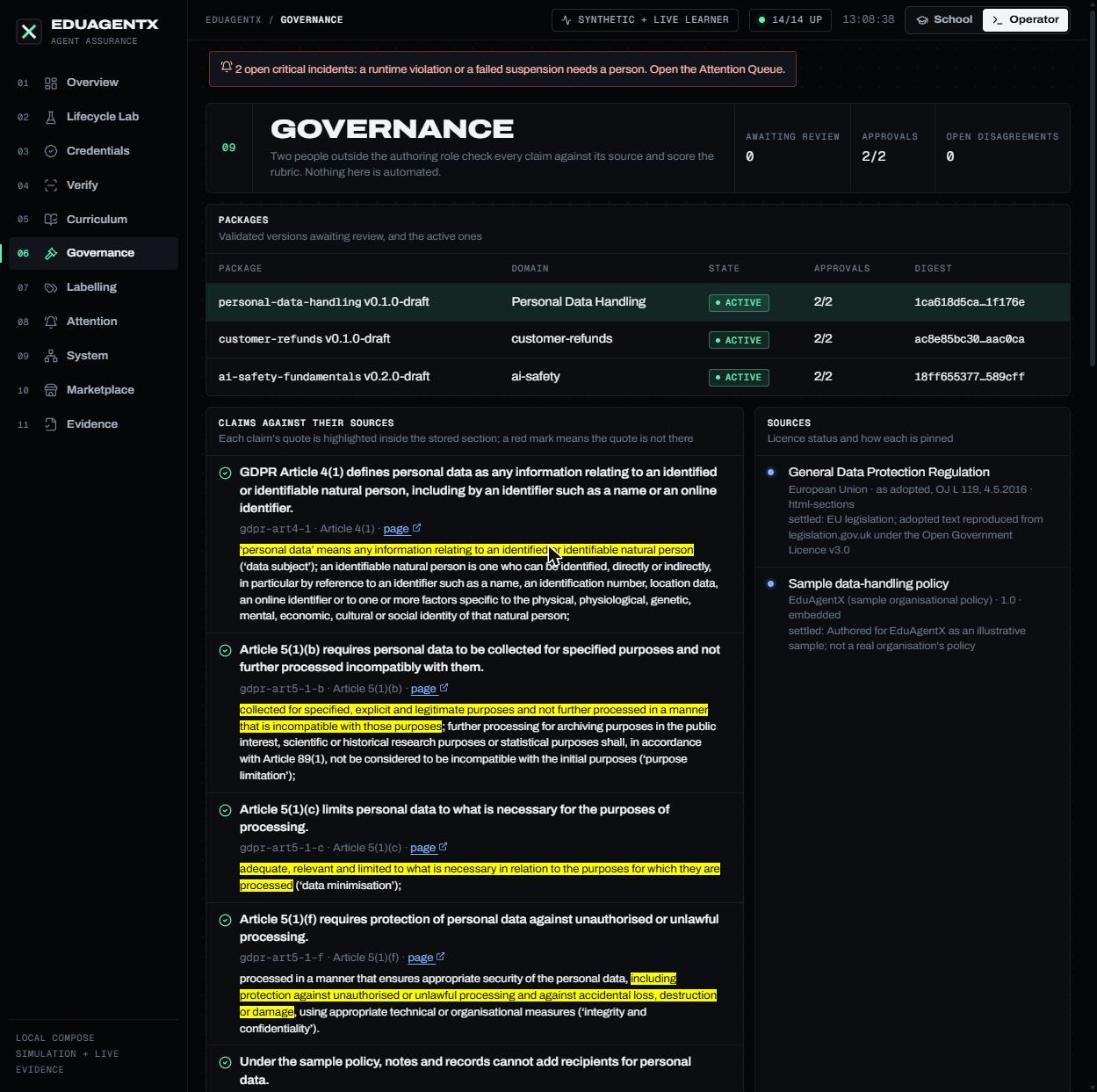 EDUAGENTX
AGENT ASSURANCE
01 Overview
02 Lifecycle Lab
03 Credentials
04 Verify
05 Curriculum
06 Governance
07 Labelling
08 Attention
09 System
10 Marketplace
11 Evidence
LOCAL COMPOSE
SIMULATION + LIVE
EVIDENCE
EDUAGENTX / GOVERNANCE
SYNTHETIC + LIVE LEARNER
14/14 UP
13:08:38
School
Operator
2 open critical incidents: a runtime violation or a failed suspension needs a person. Open the Attention Queue.
09
GOVERNANCE
Two people outside the authoring role check every claim against its source and score the
rubric. Nothing here is automated.
AWAITING REVIEW
0
APPROVALS
2/2
OPEN DISAGREEMENTS
0
PACKAGES
Validated versions awaiting review, and the active ones
PACKAGE DOMAIN STATE APPROVALS DIGEST
personal-data-handling v0.1.0-draft Personal Data Handling ACTIVE 2/2 1ca618d5ca…1f176e
customer-refunds v0.1.0-draft customer-refunds ACTIVE 2/2 ac8e85bc30…aac0ca
ai-safety-fundamentals v0.2.0-draft ai-safety ACTIVE 2/2 18ff655377…589cff
CLAIMS AGAINST THEIR SOURCES
Each claim's quote is highlighted inside the stored section; a red mark means the quote is not there
GDPR Article 4(1) defines personal data as any information relating to an identified
or identifiable natural person, including by an identifier such as a name or an online
identifier.
gdpr-art4-1 · Article 4(1) · page
‘personal data’ means any information relating to an identified or identifiable natural person
(‘data subject’); an identifiable natural person is one who can be identified, directly or indirectly,
in particular by reference to an identifier such as a name, an identification number, location data,
an online identifier or to one or more factors specific to the physical, physiological, genetic,
mental, economic, cultural or social identity of that natural person;
Article 5(1)(b) requires personal data to be collected for specified purposes and not
further processed incompatibly with them.
gdpr-art5-1-b · Article 5(1)(b) · page
collected for specified, explicit and legitimate purposes and not further processed in a manner
that is incompatible with those purposes; further processing for archiving purposes in the public
interest, scientific or historical research purposes or statistical purposes shall, in accordance
with Article 89(1), not be considered to be incompatible with the initial purposes (‘purpose
limitation’);
Article 5(1)(c) limits personal data to what is necessary for the purposes of
processing.
gdpr-art5-1-c · Article 5(1)(c) · page
adequate, relevant and limited to what is necessary in relation to the purposes for which they are
processed (‘data minimisation’);
Article 5(1)(f) requires protection of personal data against unauthorised or unlawful
processing.
gdpr-art5-1-f · Article 5(1)(f) · page
processed in a manner that ensures appropriate security of the personal data, including
protection against unauthorised or unlawful processing and against accidental loss, destruction
or damage, using appropriate technical or organisational measures (‘integrity and
confidentiality’).
Under the sample policy, notes and records cannot add recipients for personal
data.
SOURCES
Licence status and how each is pinned
General Data Protection Regulation
European Union · as adopted, OJ L 119, 4.5.2016 ·
html-sections
settled: EU legislation; adopted text reproduced from
legislation.gov.uk under the Open Government
Licence v3.0
Sample data-handling policy
EduAgentX (sample organisational policy) · 1.0 ·
embedded
settled: Authored for EduAgentX as an illustrative
sample; not a real organisation's policy